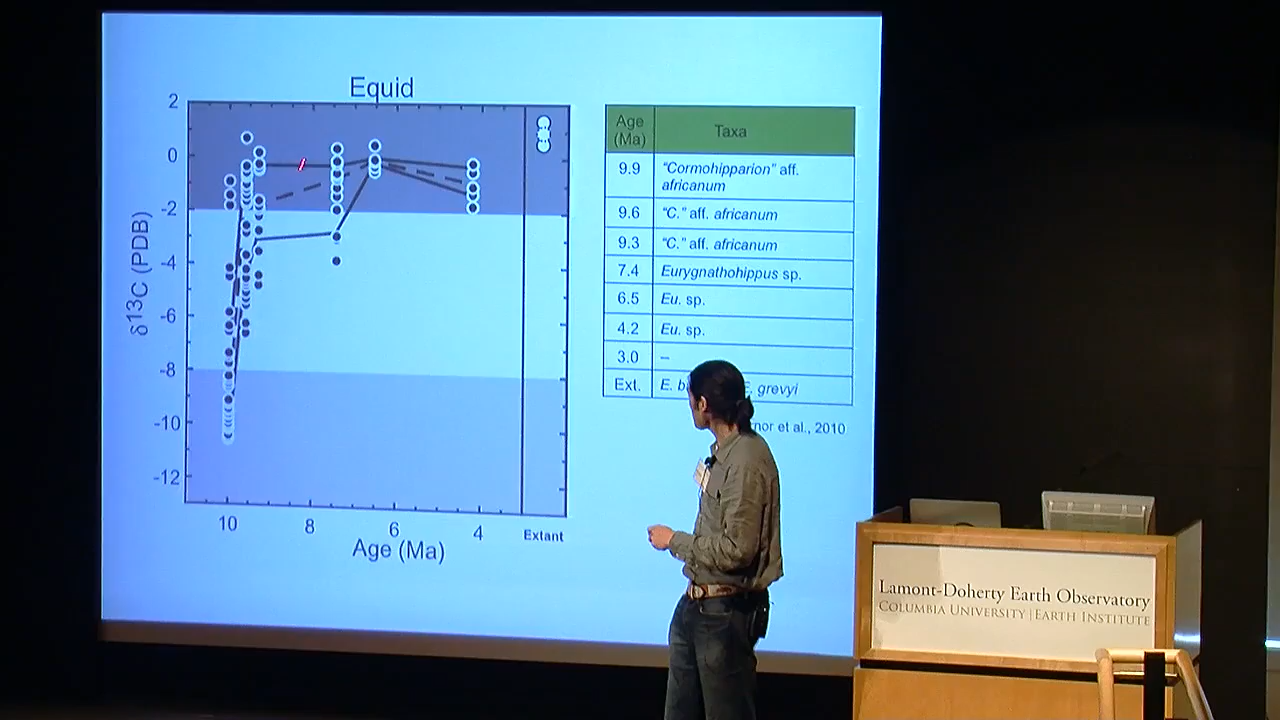 Equid
2
0
-2
-4
-6
-8
-10
-12
δ13C (PDB)
10 8 6 4 Extant
Age (Ma)
Age (Ma) Taxa
9.9 “Cormohipparion” aff. africanum
9.6 “C.” aff. africanum
9.3 “C.” aff. africanum
7.4 Eurygnathohippus sp.
6.5 Eu. sp.
4.2 Eu. sp.
3.0 –
Ext. E. grevyi
et al., 2010
Lamont-Doherty Earth Observatory
COLUMBIA UNIVERSITY | EARTH INSTITUTE